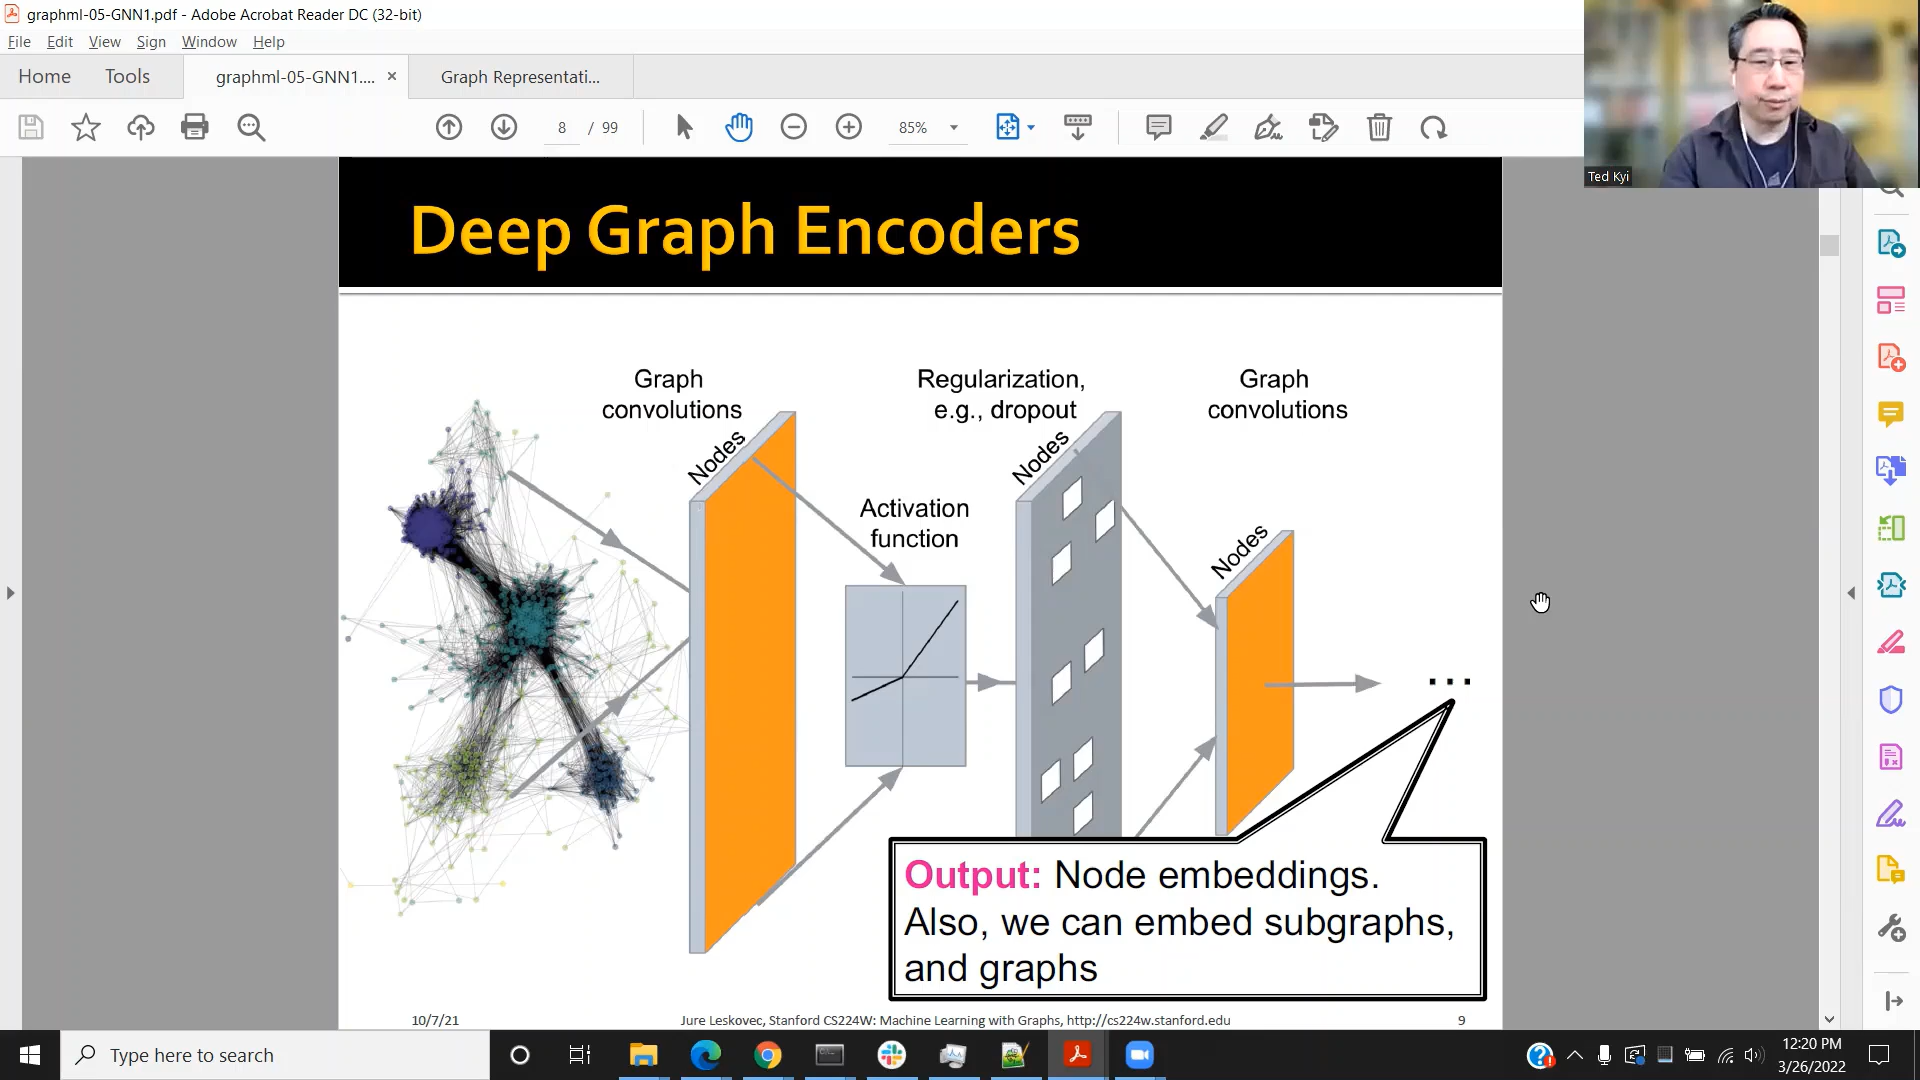 graphml-05-GNN1.pdf - Adobe Acrobat Reader DC (32-bit)
File Edit View Sign Window Help
Home Tools graphml-05-GNN1.... × Graph Representati...
8 / 99 85%
Ted Kyi
Deep Graph Encoders
Graph
convolutions
Regularization,
e.g., dropout
Graph
convolutions
Nodes
Nodes
Activation
function
Nodes
...
Output: Node embeddings.
Also, we can embed subgraphs,
and graphs
10/7/21 Jure Leskovec, Stanford CS224W: Machine Learning with Graphs, http://cs224w.stanford.edu 9
Type here to search
12:20 PM
3/26/2022